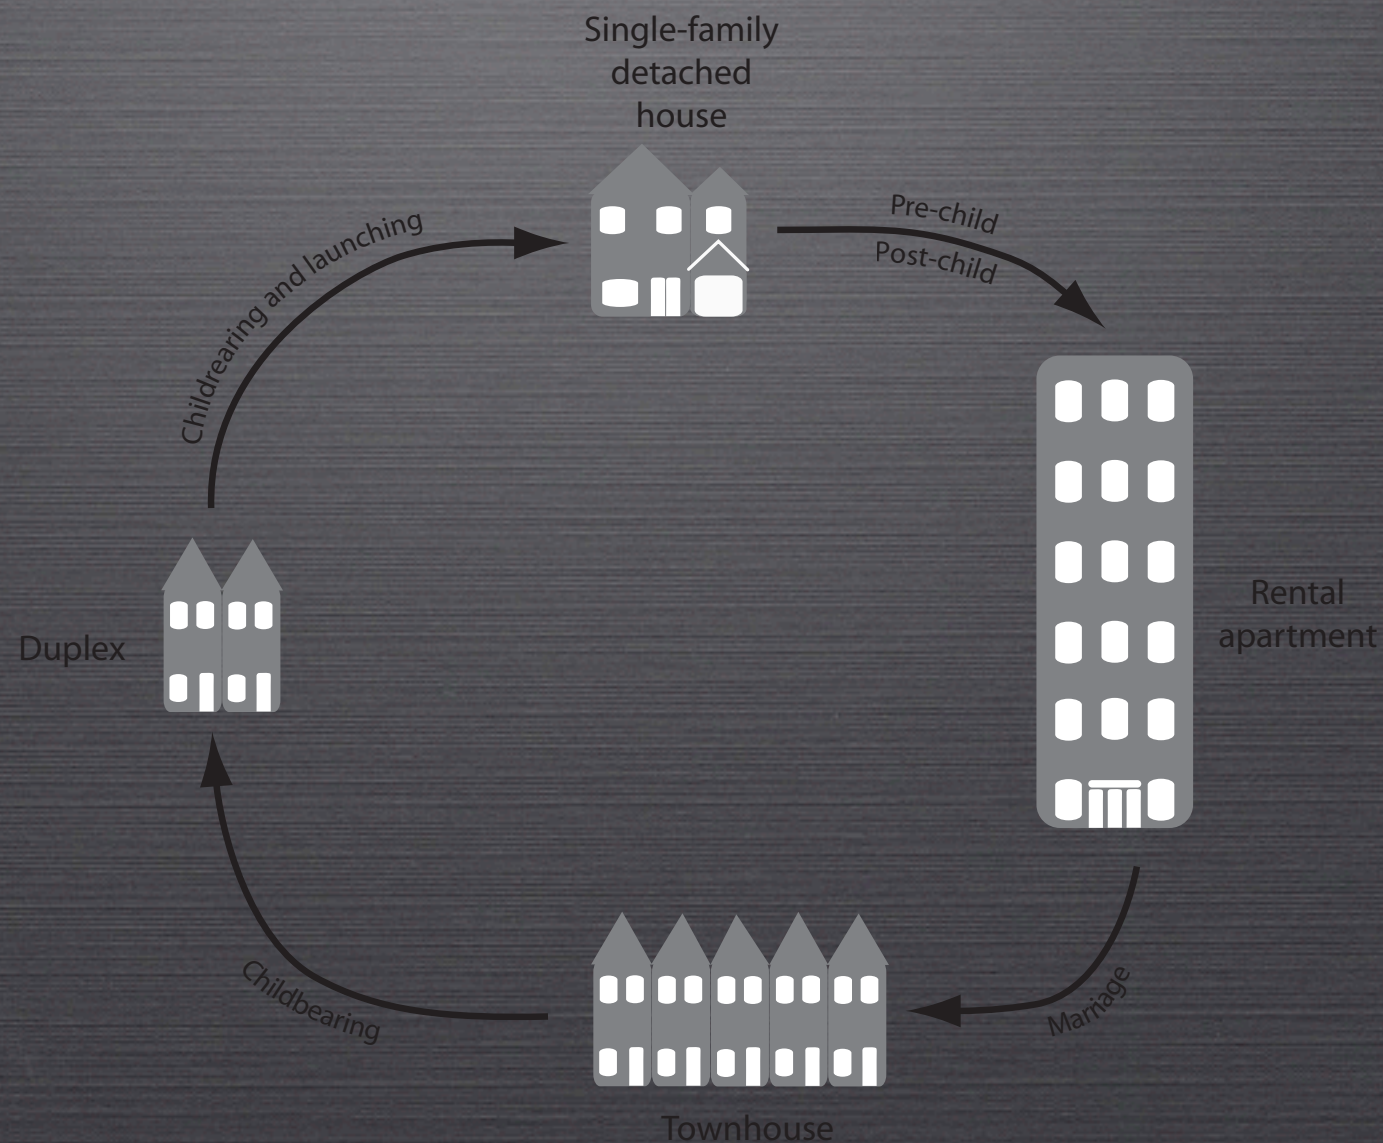 Single-family
detached
house
Pre-child
Post-child
Childrearing and launching
Rental
apartment
Duplex
Childbearing
Marriage
Townhouse